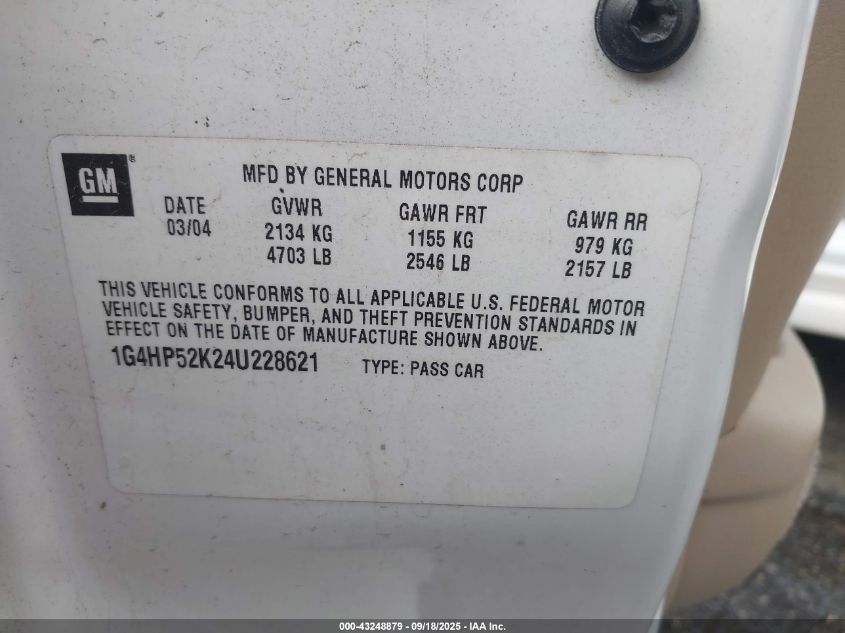 GM®
MFD BY GENERAL MOTORS CORP
DATE GVWR GAWR FRT GAWR RR
03/04 2134 KG 1155 KG 979 KG
4703 LB 2546 LB 2157 LB
THIS VEHICLE CONFORMS TO ALL APPLICABLE U.S. FEDERAL MOTOR
VEHICLE SAFETY, BUMPER, AND THEFT PREVENTION STANDARDS IN
EFFECT ON THE DATE OF MANUFACTURE SHOWN ABOVE.
1G4HP52K24U228621 TYPE: PASS CAR
000-43248879 - 09/18/2025 - IAA Inc.